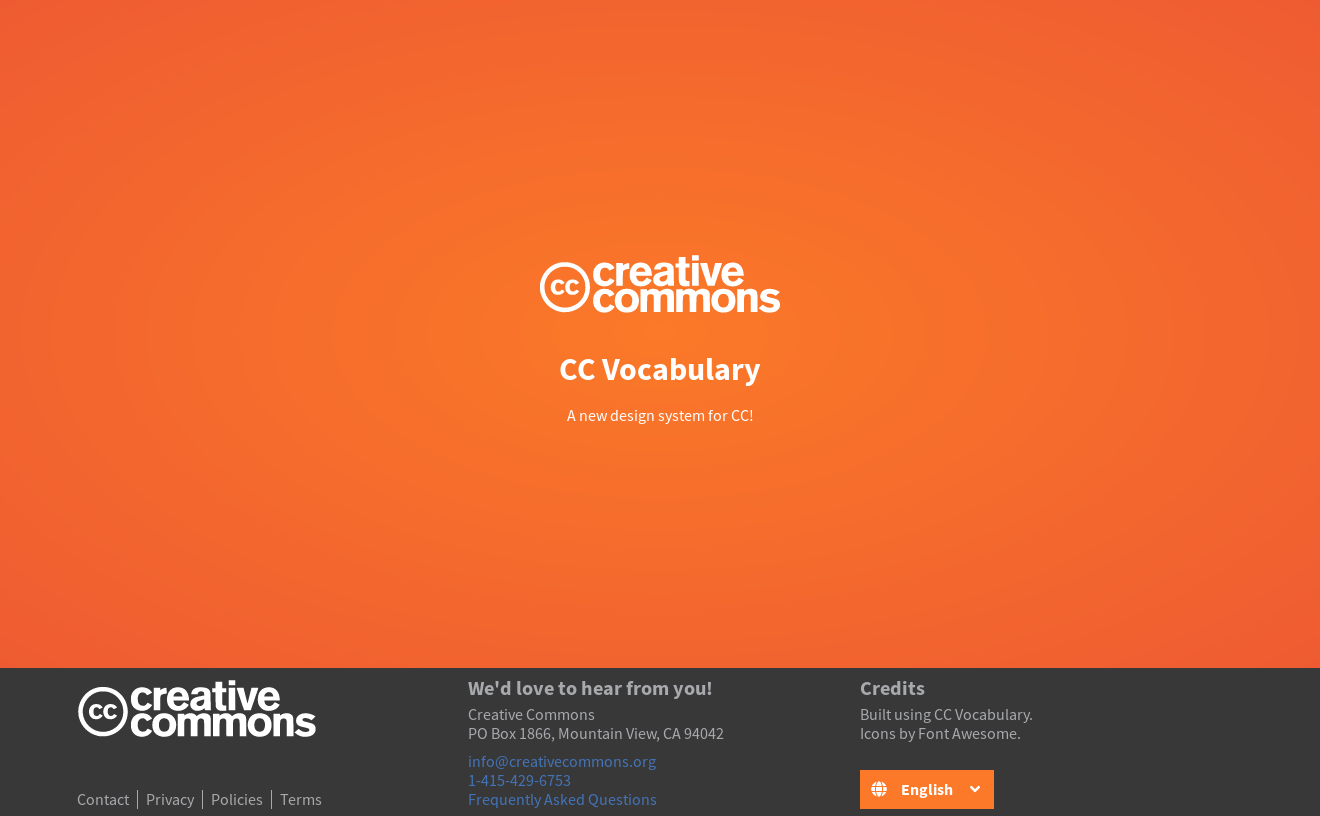 cc creative
commons
CC Vocabulary
A new design system for CC!
cc creative
commons
Contact
Privacy
Policies
Terms
We'd love to hear from you!
Creative Commons
PO Box 1866, Mountain View, CA 94042
info@creativecommons.org
1-415-429-6753
Frequently Asked Questions
Credits
Built using CC Vocabulary.
Icons by Font Awesome.
English